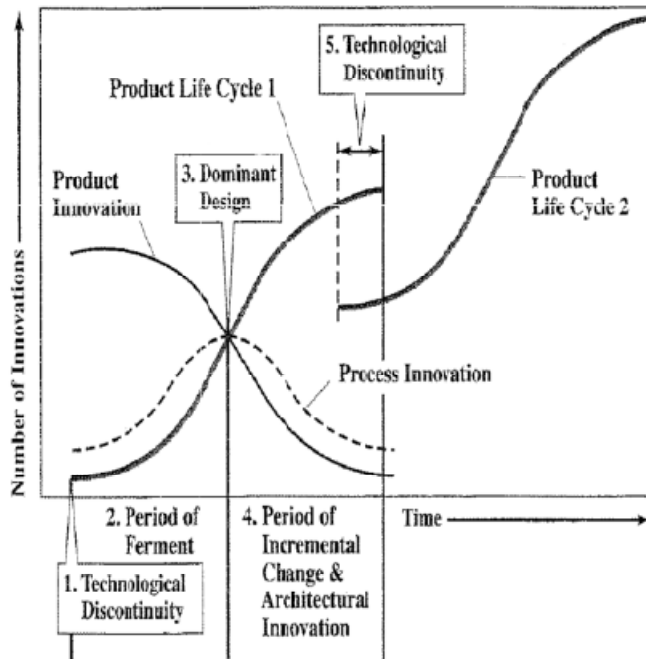 5. Technological
Discontinuity
Product Life Cycle 1
3. Dominant
Design
Product
Innovation
Product
Life Cycle 2
Process Innovation
Number of Innovations
2. Period of
Ferment
4. Period of
Incremental
Change &
Architectural
Innovation
Time
1. Technological
Discontinuity